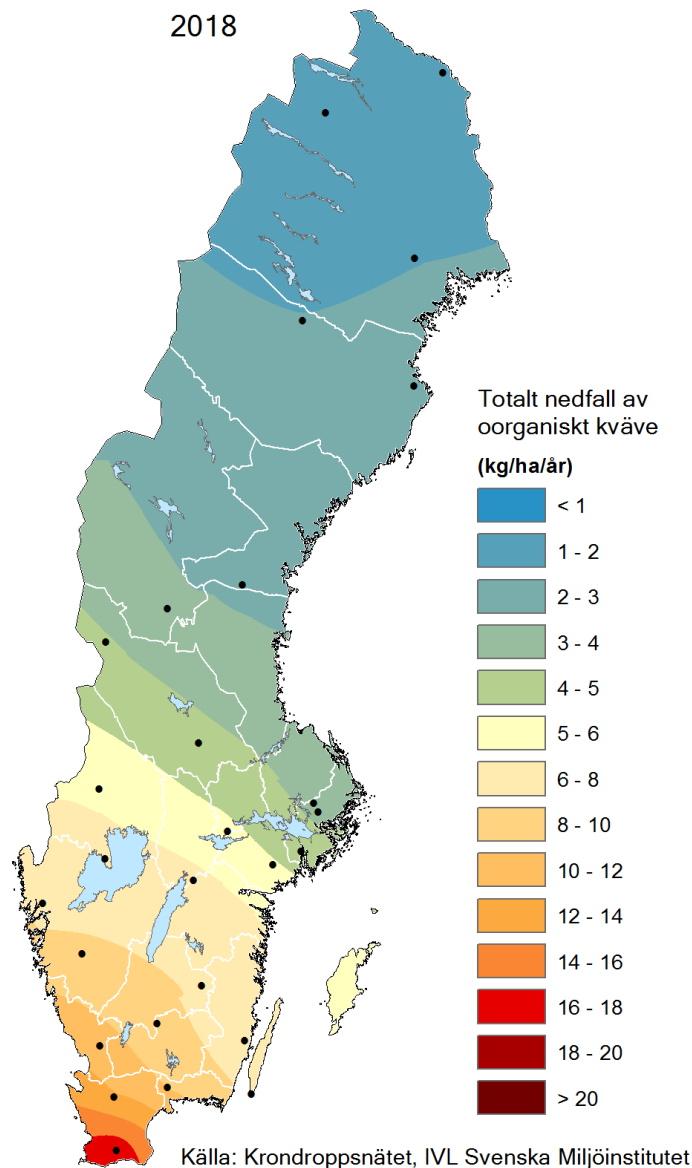 2018
Totalt nedfall av
oorganiskt kväve
(kg/ha/år)
< 1
1 - 2
2 - 3
3 - 4
4 - 5
5 - 6
6 - 8
8 - 10
10 - 12
12 - 14
14 - 16
16 - 18
18 - 20
> 20
Källa: Krondroppsnätet, IVL Svenska Miljöinstitutet